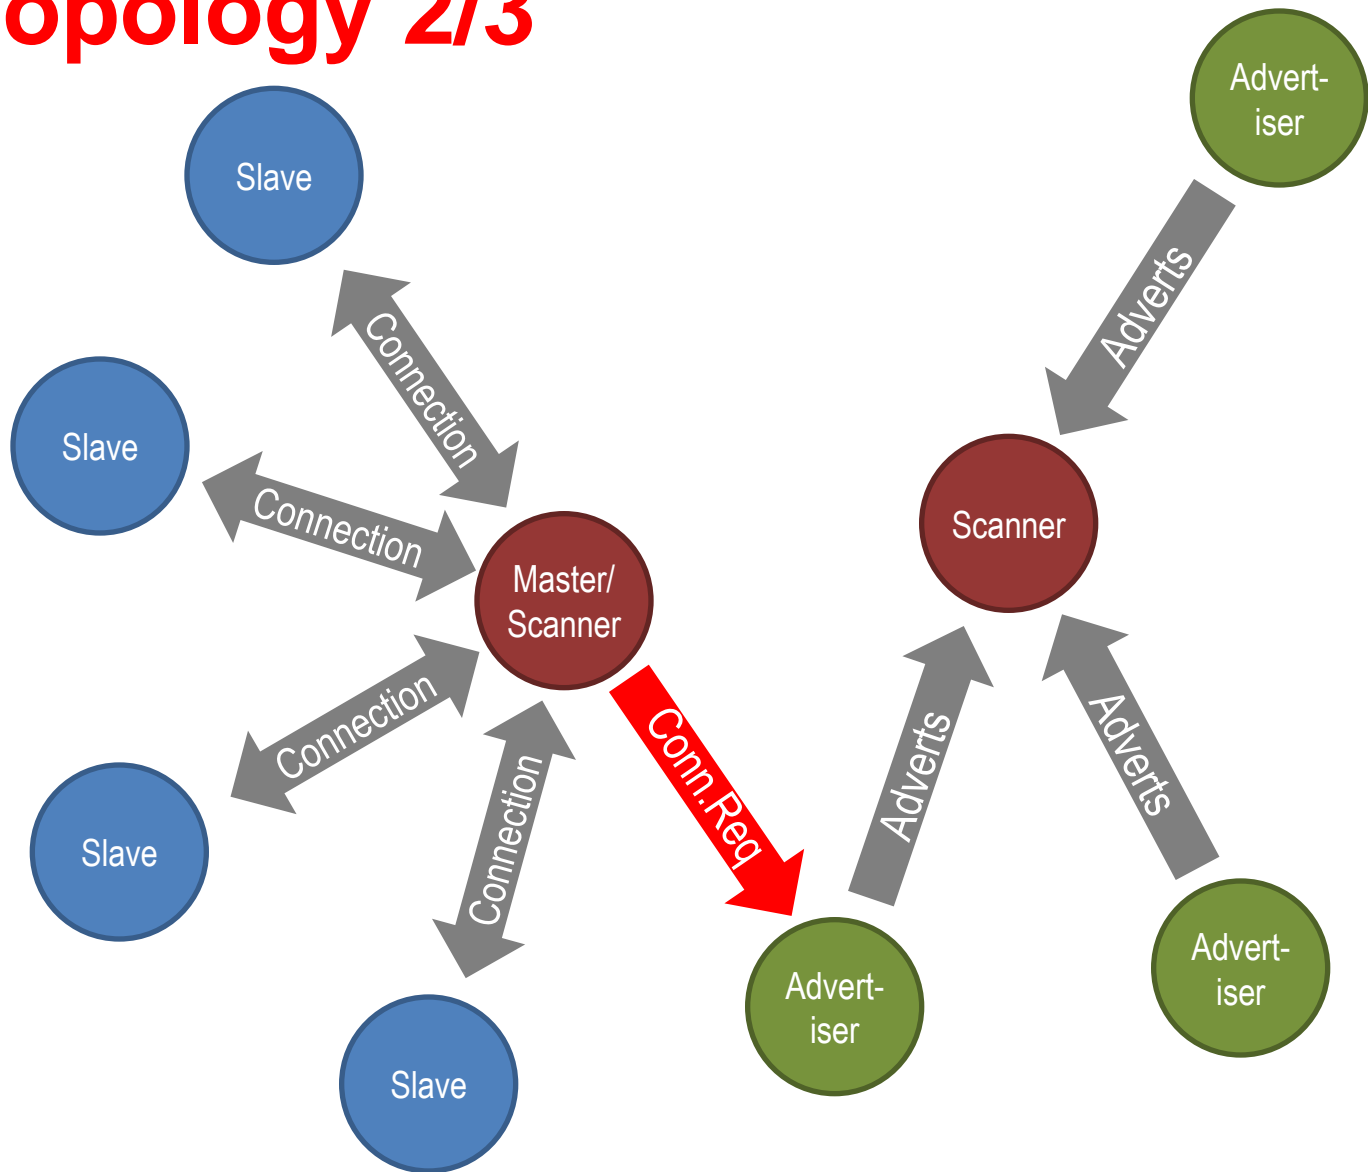 opology 2/3
Advert-
iser
Slave
Adverts
Connection
Slave
Connection
Scanner
Master/
Scanner
Connection
Conn.Req
Adverts
Adverts
Connection
Slave
Advert-
iser
Advert-
iser
Slave